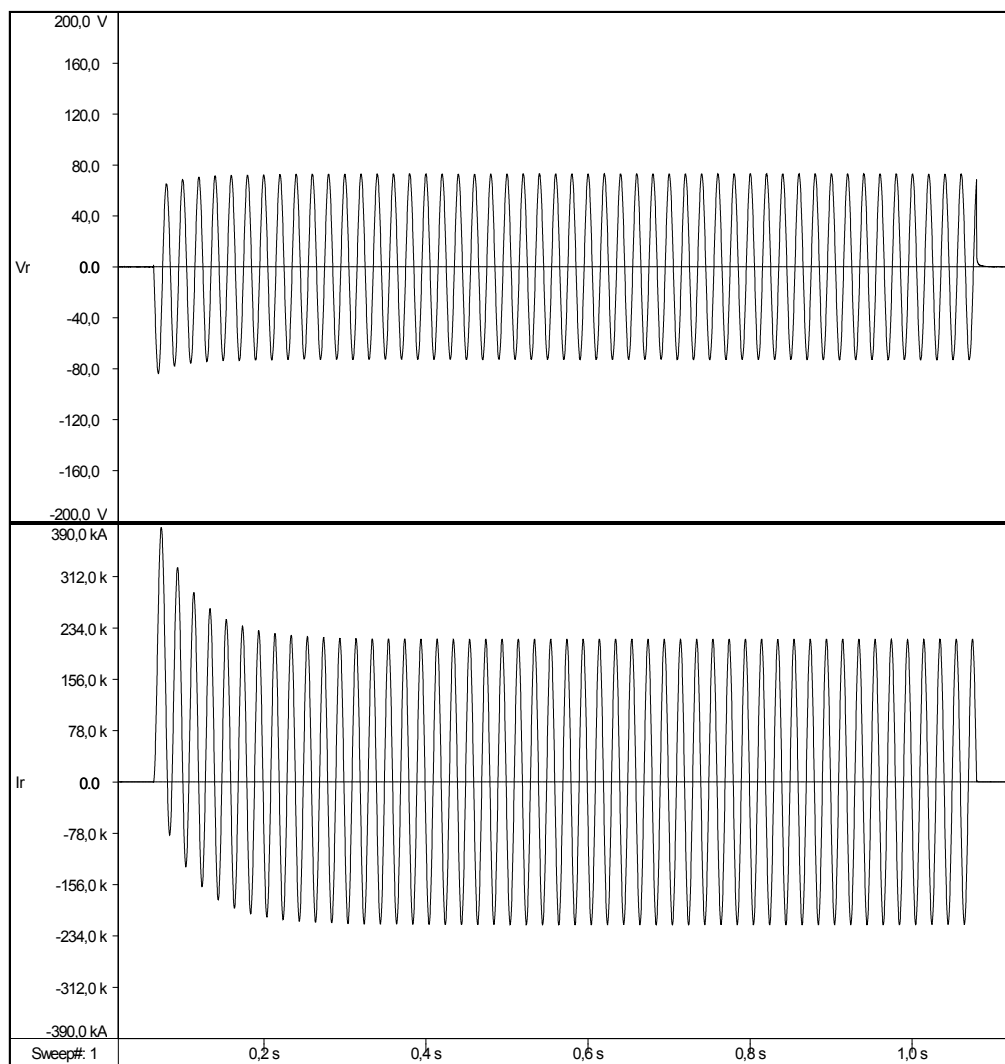 200,0 V
160,0
120,0
80,0
40,0
Vr
0.0
-40,0
-80,0
-120,0
-160,0
-200,0 V
390,0 kA
312,0 k
234,0 k
156,0 k
78,0 k
Ir
0.0
-78,0 k
-156,0 k
-234,0 k
-312,0 k
-390,0 kA
Sweep#: 1 0,2 s 0,4 s 0,6 s 0,8 s 1,0 s